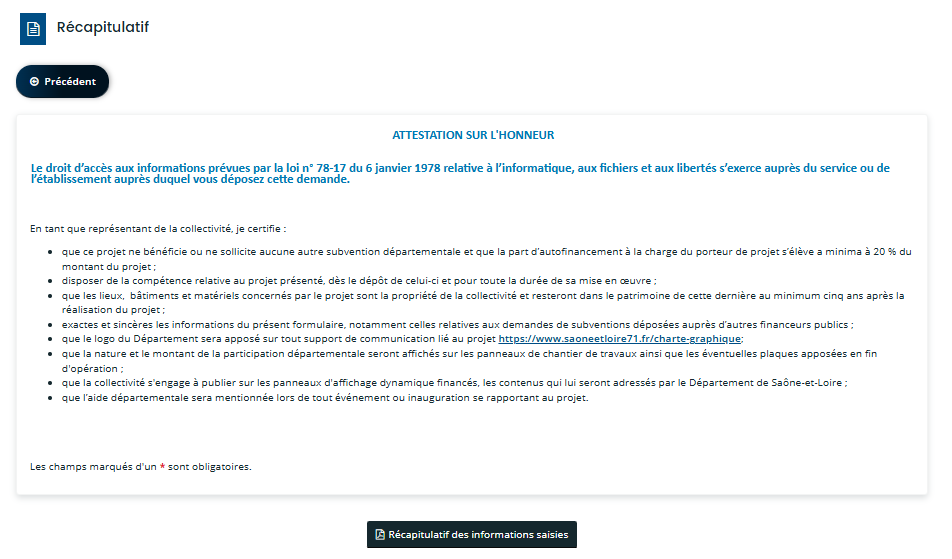 Récapitulatif
Précédent
ATTESTATION SUR L'HONNEUR
Le droit d'accès aux informations prévues par la loi n° 78-17 du 6 janvier 1978 relative à l'informatique, aux fichiers et aux libertés s'exerce auprès du service ou de
l'établissement auprès duquel vous déposez cette demande.
En tant que représentant de la collectivité, je certifie :
• que ce projet ne bénéficie ou ne sollicite aucune autre subvention départementale et que la part d'autofinancement à la charge du porteur de projet s'élève a minima à 20 % du
montant du projet ;
• disposer de la compétence relative au projet présenté, dès le dépôt de celui-ci et pour toute la durée de sa mise en œuvre ;
• que les lieux, bâtiments et matériels concernés par le projet sont la propriété de la collectivité et resteront dans le patrimoine de cette dernière au minimum cinq ans après la
réalisation du projet ;
• exactes et sincères les informations du présent formulaire, notamment celles relatives aux demandes de subventions déposées auprès d'autres financeurs publics ;
• que le logo du Département sera apposé sur tout support de communication lié au projet https://www.saoneetloire71.fr/charte-graphique;
• que la nature et le montant de la participation départementale seront affichés sur les panneaux de chantier de travaux ainsi que les éventuelles plaques apposées en fin
d'opération ;
• que la collectivité s'engage à publier sur les panneaux d'affichage dynamique financés, les contenus qui lui seront adressés par le Département de Saône-et-Loire ;
• que l'aide départementale sera mentionnée lors de tout événement ou inauguration se rapportant au projet.
Les champs marqués d'un * sont obligatoires.
Récapitulatif des informations saisies